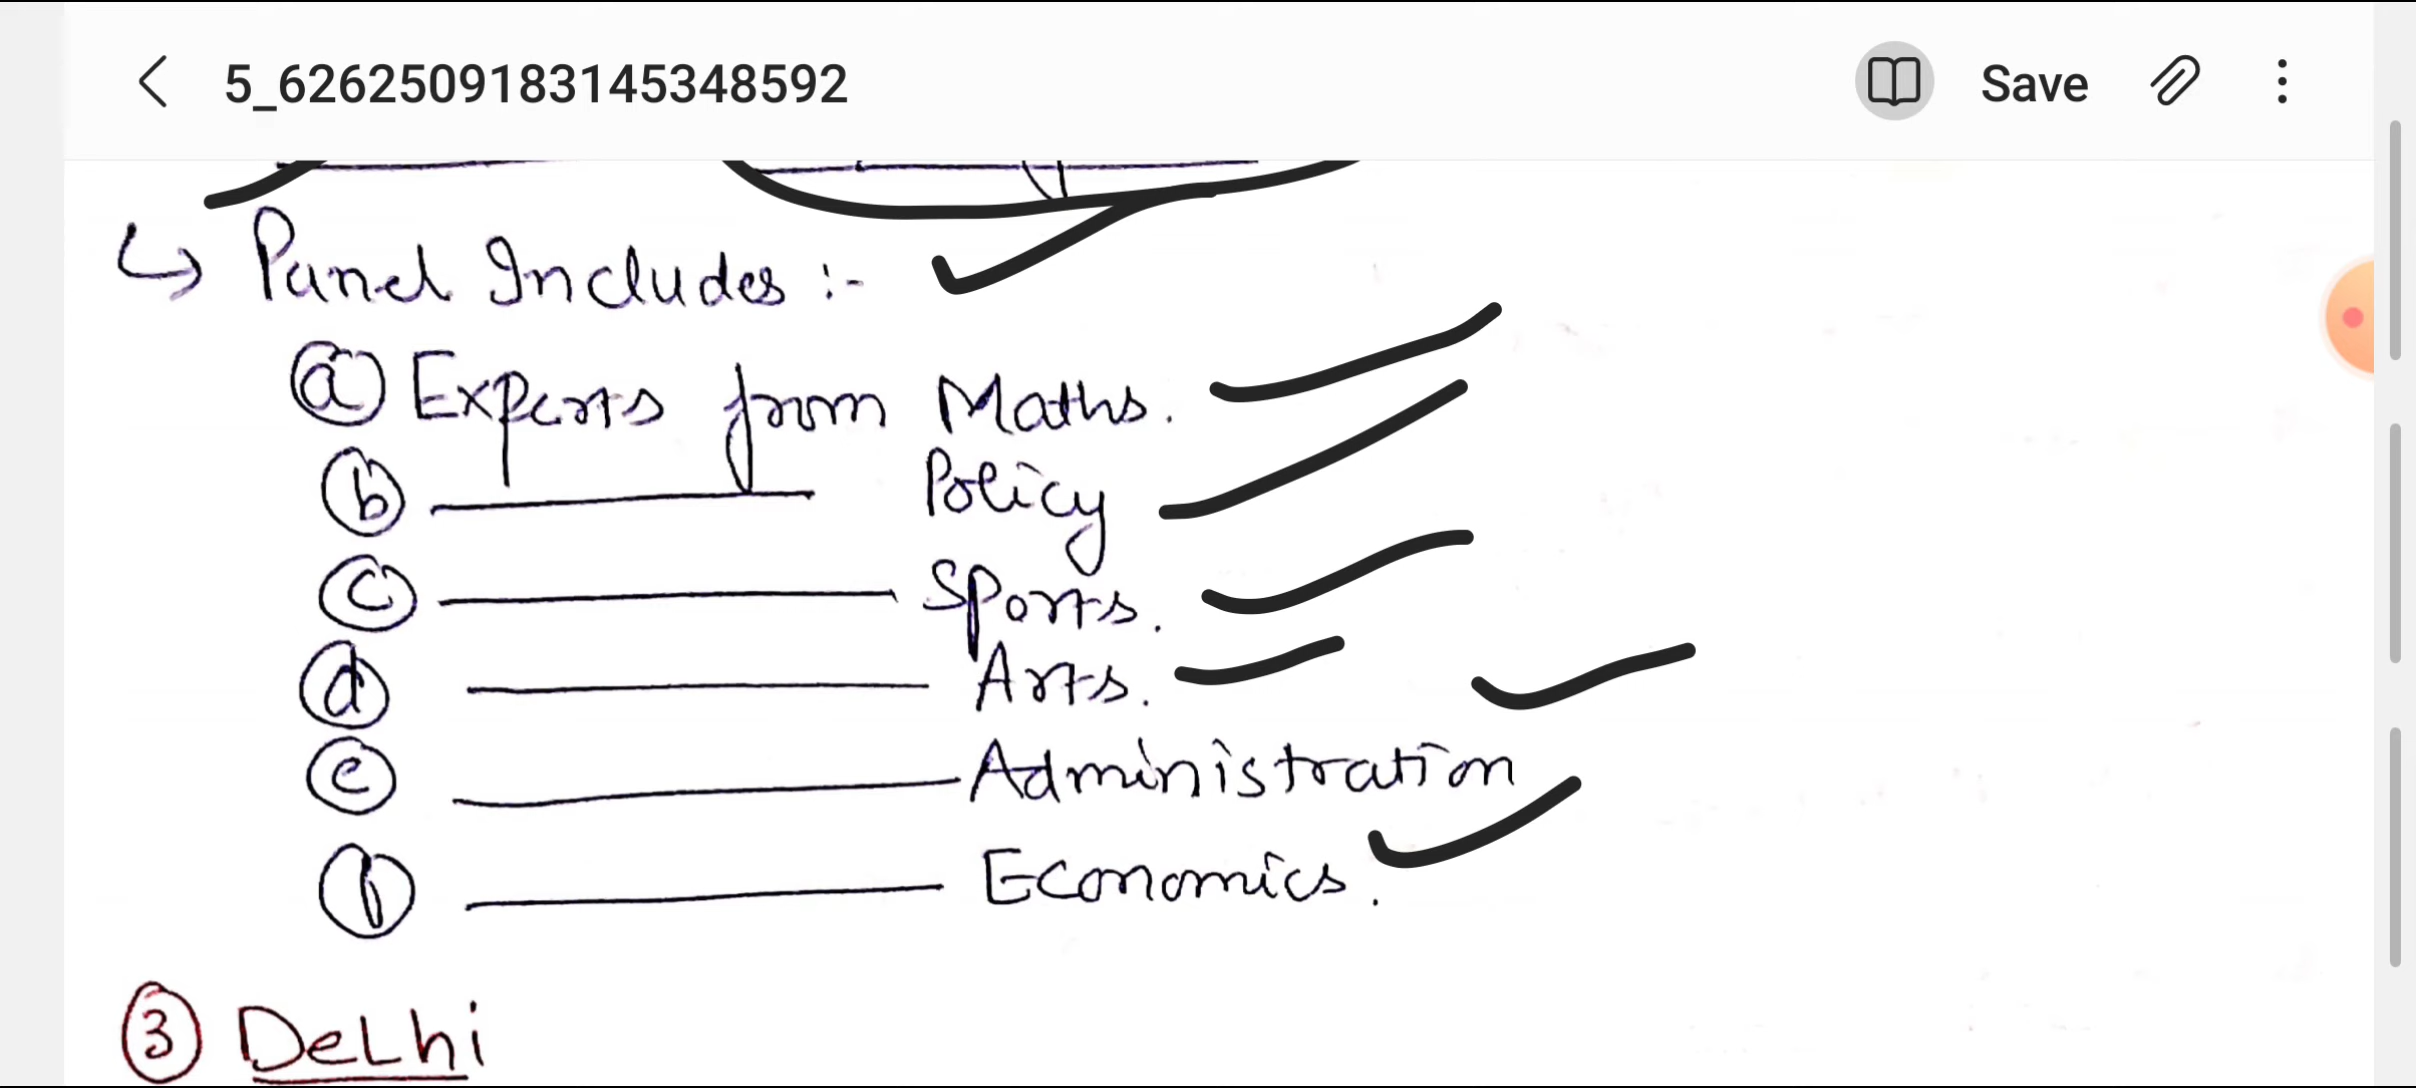 5_6262509183145348592
Save
↳ Panel Includes :-
ⓐ Experts from Maths.
ⓑ ———— Policy
ⓒ ———— Sports.
ⓓ ———— Arts.
ⓔ ———— Administration
ⓕ ———— Economics.
③ DeLhi